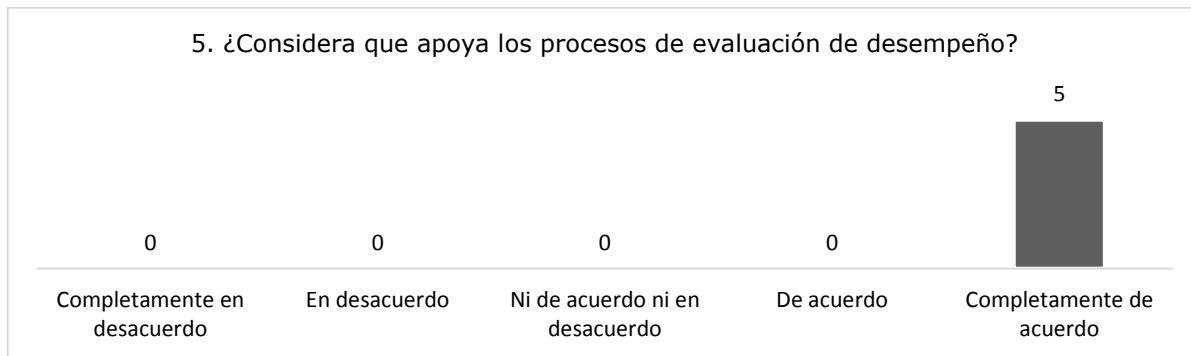 5. ¿Considera que apoya los procesos de evaluación de desempeño?
5
0
0
0
0
Completamente en
desacuerdo
En desacuerdo
Ni de acuerdo ni en
desacuerdo
De acuerdo
Completamente de
acuerdo